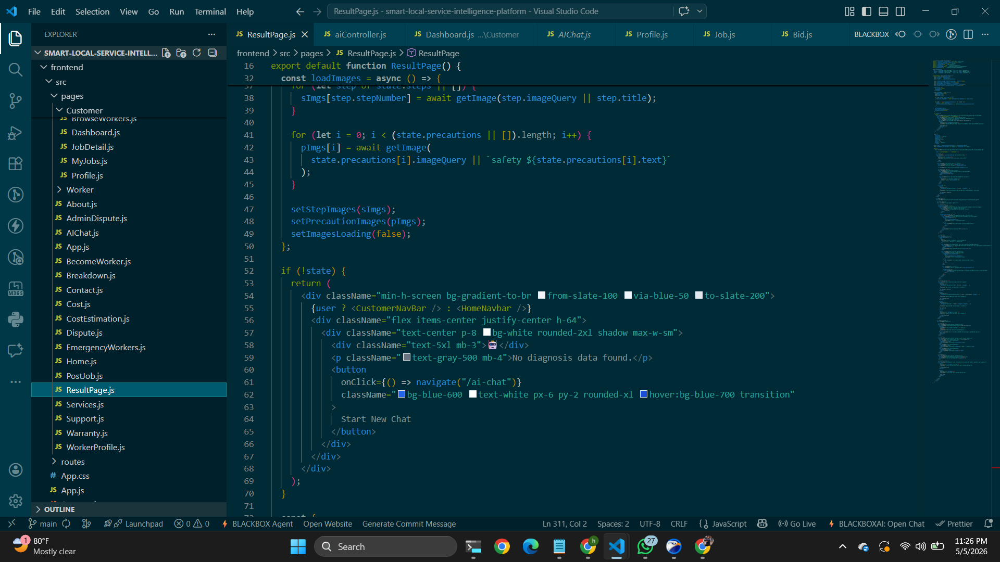 File Edit Selection View Go Run Terminal Help
ResultPage.js - smart-local-service-intelligence-platform - Visual Studio Code
EXPLORER
SMART-LOCAL-SERVICE-INTELL...
frontend
src
pages
Customer
BrowseWorkers.js
Dashboard.js
JobDetail.js
MyJobs.js
Profile.js
Worker
About.js
AdminDispute.js
AIChat.js
App.js
BecomeWorker.js
Breakdown.js
Contact.js
Cost.js
CostEstimation.js
Dispute.js
EmergencyWorkers.js
Home.js
PostJob.js
ResultPage.js
Services.js
Support.js
Warranty.js
WorkerProfile.js
routes
App.css
App.js
OUTLINE
ResultPage.js aiController.js Dashboard.js ...\Customer AIChat.js Profile.js Job.js Bid.js BLACKBOX
frontend > src > pages > ResultPage.js > ResultPage
16 export default function ResultPage() {
32 const loadImages = async () => {
37 for (let step of state.steps || []) {
38 sImgs[step.stepNumber] = await getImage(step.imageQuery || step.title);
39 }
40
41 for (let i = 0; i < (state.precautions || []).length; i++) {
42 pImgs[i] = await getImage(
43 state.precautions[i].imageQuery || `safety ${state.precautions[i].text}`
44 );
45 }
46
47 setStepImages(sImgs);
48 setPrecautionImages(pImgs);
49 setImagesLoading(false);
50 };
51
52 if (!state) {
53 return (
54 <div className="min-h-screen bg-gradient-to-br from-slate-100 via-blue-50 to-slate-200">
55 {user ? <CustomerNavBar /> : <HomeNavbar />}
56 <div className="flex items-center justify-center h-64">
57 <div className="text-center p-8 bg-white rounded-2xl shadow max-w-sm">
58 <div className="text-5xl mb-3">🤖</div>
59 <p className="text-gray-500 mb-4">No diagnosis data found.</p>
60 <button
61 onClick={() => navigate("/ai-chat")}
62 className="bg-blue-600 text-white px-6 py-2 rounded-xl hover:bg-blue-700 transition"
63 >
64 Start New Chat
65 </button>
66 </div>
67 </div>
68 </div>
69 );
70 }
71
72 const {
main Launchpad 0 0 BLACKBOX Agent Open Website Generate Commit Message Ln 311, Col 2 Spaces: 2 UTF-8 CRLF {} JavaScript Go Live BLACKBOXAI: Open Chat Prettier
1 80°F
Mostly clear
Search
h
27
11:26 PM
5/5/2026